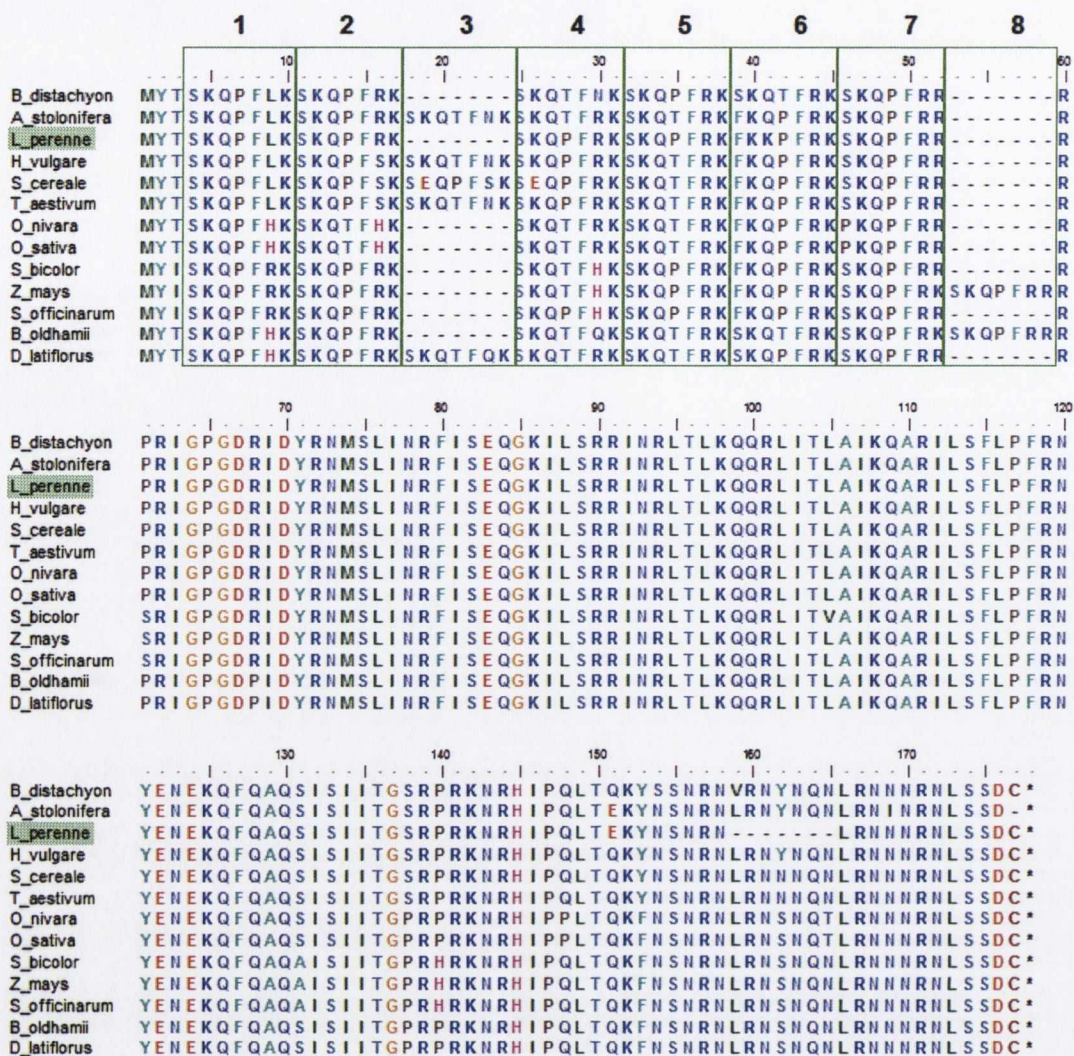 1 2 3 4 5 6 7 8
10 20 30 40 50 60
B_distachyon MYTSKQPFLKSKQPFRK-------SKQTFNKSKQPFRKSKQTFRKSKQPFRR-------R
A_stolonifera MYTSKQPFLKSKQPFRKSKQTFNKSKQTFRKSKQTFRKFKQPFRKSKQPFRR-------R
L_perenne MYTSKQPFLKSKQPFRK-------SKQPFRKSKQTFRKFKKPFRKSKQPFRR-------R
H_vulgare MYTSKQPFLKSKQPFSKSKQTFNKSKQPFRKSKQTFRKFKQPFRKSKQPFRR-------R
S_cereale MYTSKQPFLKSKQPFSKSEQPFSKSEQPFRKSKQTFRKFKQPFRKSKQPFRR-------R
T_aestivum MYTSKQPFLKSKQPFSKSKQTFNKSKQPFRKSKQTFRKFKQPFRKSKQPFRR-------R
O_nivara MYTSKQPFHKSKQTFHK-------SKQTFRKSKQTFRKFKQPFRKPKQPFRR-------R
O_sativa MYTSKQPFHKSKQTFHK-------SKQTFRKSKQTFRKFKQPFRKPKQPFRR-------R
S_bicolor MYISKQPFRKSKQPFRK-------SKQTFHKSKQPFRKFKQPFRKSKQPFRR-------R
Z_mays MYISKQPFRKSKQPFRK-------SKQTFHKSKQPFRKFKQPFRKSKQPFRKSKQPFRRR
S_officinarum MYISKQPFRKSKQPFRK-------SKQPFHKSKQPFRKFKQPFRKSKQPFRR-------R
B_oldhamii MYTSKQPFHKSKQPFRK-------SKQTFQKSKQTFRKSKQPFRKSKQPFRKSKQPFRRR
D_latiflorus MYTSKQPFHKSKQPFRKSKQTFQKSKQTFRKSKQTFRKSKQPFRKSKQPFRR-------R
70 80 90 100 110 120
B_distachyon PRIGPGDRIDYRNMSLINRFISEQGKILSRRINRLTLKQQRLITLAIKQARILSFLPFRN
A_stolonifera PRIGPGDRIDYRNMSLINRFISEQGKILSRRINRLTLKQQRLITLAIKQARILSFLPFRN
L_perenne PRIGPGDRIDYRNMSLINRFISEQGKILSRRINRLTLKQQRLITLAIKQARILSFLPFRN
H_vulgare PRIGPGDRIDYRNMSLINRFISEQGKILSRRINRLTLKQQRLITLAIKQARILSFLPFRN
S_cereale PRIGPGDRIDYRNMSLINRFISEQGKILSRRINRLTLKQQRLITLAIKQARILSFLPFRN
T_aestivum PRIGPGDRIDYRNMSLINRFISEQGKILSRRINRLTLKQQRLITLAIKQARILSFLPFRN
O_nivara PRIGPGDRIDYRNMSLINRFISEQGKILSRRINRLTLKQQRLITLAIKQARILSFLPFRN
O_sativa PRIGPGDRIDYRNMSLINRFISEQGKILSRRINRLTLKQQRLITLAIKQARILSFLPFRN
S_bicolor SRIGPGDRIDYRNMSLINRFISEQGKILSRRINRLTLKQQRLITVAIKQARILSFLPFRN
Z_mays SRIGPGDRIDYRNMSLINRFISEQGKILSRRINRLTLKQQRLITLAIKQARILSFLPFRN
S_officinarum SRIGPGDRIDYRNMSLINRFISEQGKILSRRINRLTLKQQRLITLAIKQARILSFLPFRN
B_oldhamii PRIGPGDPIDYRNMSLINRFISEQGKILSRRINRLTLKQQRLITLAIKQARILSFLPFRN
D_latiflorus PRIGPGDPIDYRNMSLINRFISEQGKILSRRINRLTLKQQRLITLAIKQARILSFLPFRN
130 140 150 160 170
B_distachyon YENEKQFQAQSISIITGSRPRKNRHIPQLTQKYSSNRNVRNYNQNLRNNNRNLSSDC*
A_stolonifera YENEKQFQAQSISIITGSRPRKNRHIPQLTEKYNSNRNLRNYNQNLRNINRNLSSD-*
L_perenne YENEKQFQAQSISIITGSRPRKNRHIPQLTEKYNSNRN-------LRNNNRNLSSDC*
H_vulgare YENEKQFQAQSISIITGSRPRKNRHIPQLTQKYNSNRNLRNYNQNLRNNNRNLSSDC*
S_cereale YENEKQFQAQSISIITGSRPRKNRHIPQLTQKYNSNRNLRNNNQNLRNNNRNLSSDC*
T_aestivum YENEKQFQAQSISIITGSRPRKNRHIPQLTQKYNSNRNLRNNNQNLRNNNRNLSSDC*
O_nivara YENEKQFQAQSISIITGPRPRKNRHIPPLTQKFNSNRNLRNSNQTLRNNNRNLSSDC*
O_sativa YENEKQFQAQSISIITGPRPRKNRHIPPLTQKFNSNRNLRNSNQTLRNNNRNLSSDC*
S_bicolor YENEKQFQAQAISIITGPRHRKNRHIPQLTQKFNSNRNLRNSNQNLRNNNRNLSSDC*
Z_mays YENEKQFQAQAISIITGPRHRKNRHIPQLTQKFNSNRNLRNSNQNLRNNNRNLSSDC*
S_officinarum YENEKQFQAQAISIITGPRHRKNRHIPQLTQKFNSNRNLRNSNQNLRNNNRNLSSDC*
B_oldhamii YENEKQFQAQSISIITGPRPRKNRHIPQLTQKFNSNRNLRNSNQNLRNNNRNLSSDC*
D_latiflorus YENEKQFQAQSISIITGPRPRKNRHIPQLTQKFNSNRNLRNSNQNLRNNNRNLSSDC*